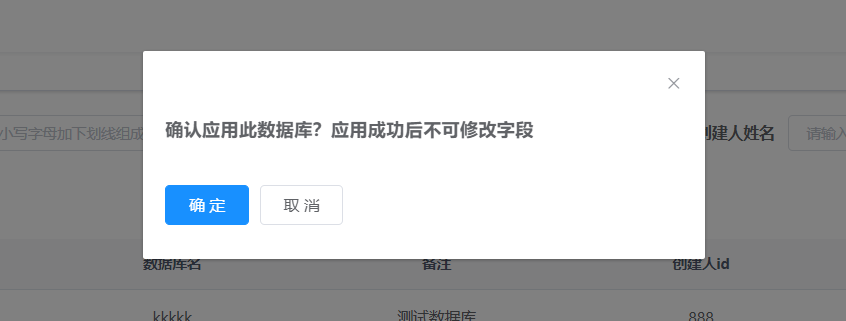 确认应用此数据库？应用成功后不可修改字段
小写字母加下划线组成
创建人姓名
请输入
确 定
取 消
数据库名
备注
创建人id
kkkkk
测试数据库
888